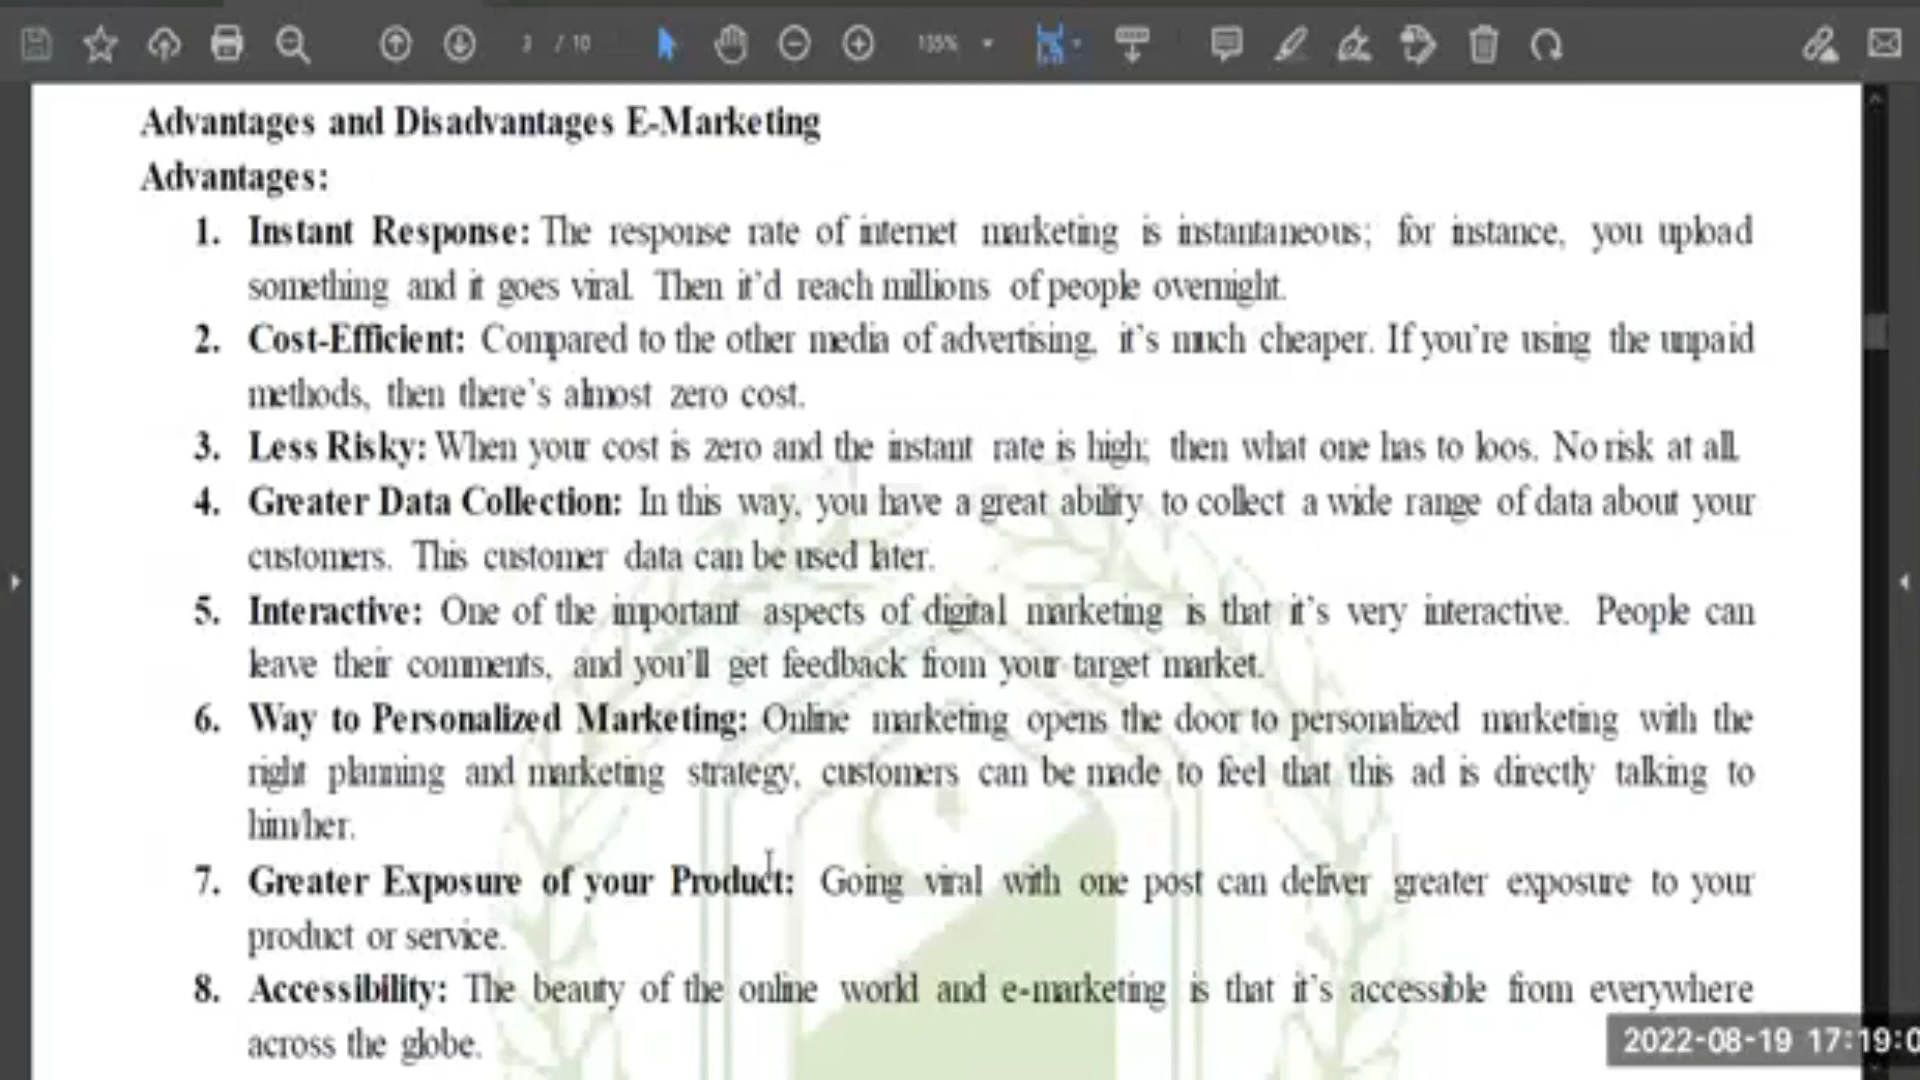 3 / 10
135%
Advantages and Disadvantages E-Marketing
Advantages:
1. Instant Response: The response rate of internet marketing is instantaneous; for instance, you upload
something and it goes viral. Then it'd reach millions of people overnight.
2. Cost-Efficient: Compared to the other media of advertising, it's much cheaper. If you're using the unpaid
methods, then there's almost zero cost.
3. Less Risky: When your cost is zero and the instant rate is high; then what one has to loos. No risk at all.
4. Greater Data Collection: In this way, you have a great ability to collect a wide range of data about your
customers. This customer data can be used later.
5. Interactive: One of the important aspects of digital marketing is that it's very interactive. People can
leave their comments, and you'll get feedback from your target market.
6. Way to Personalized Marketing: Online marketing opens the door to personalized marketing with the
right planning and marketing strategy, customers can be made to feel that this ad is directly talking to
him/her.
7. Greater Exposure of your Product: Going viral with one post can deliver greater exposure to your
product or service.
8. Accessibility: The beauty of the online world and e-marketing is that it's accessible from everywhere
across the globe.
2022-08-19 17:19:0